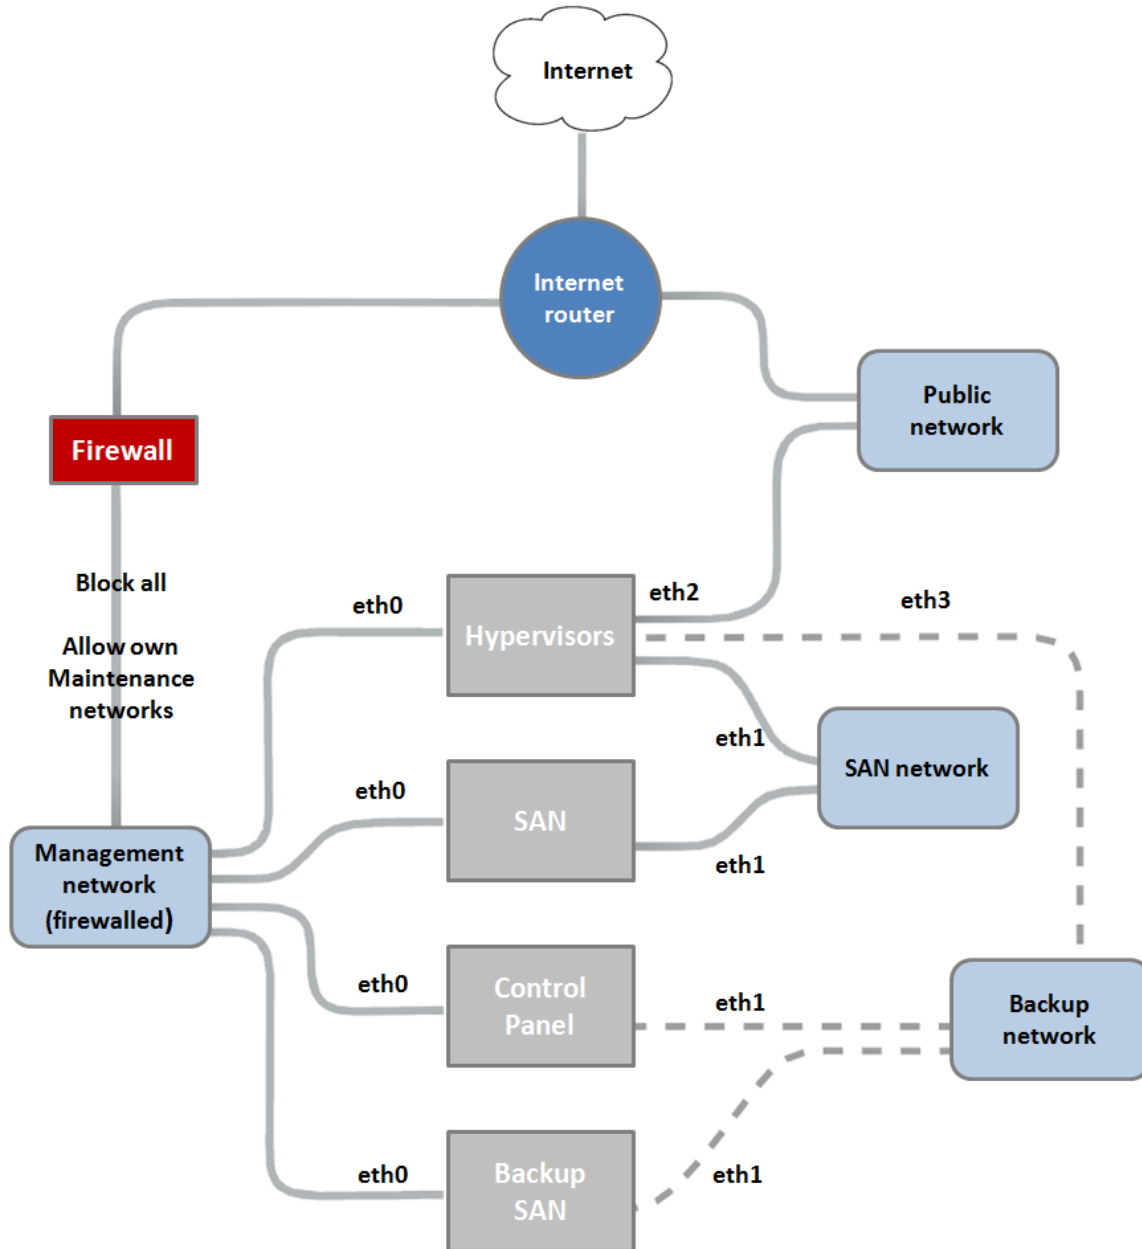 Internet
Internet
router
Public
network
Firewall
Block all
Allow own
Maintenance
networks
eth0
Hypervisors
eth2
eth3
eth1
SAN network
eth0
SAN
eth1
Management
network
(firewalled)
eth0
Control
Panel
eth1
Backup
network
eth0
Backup
SAN
eth1